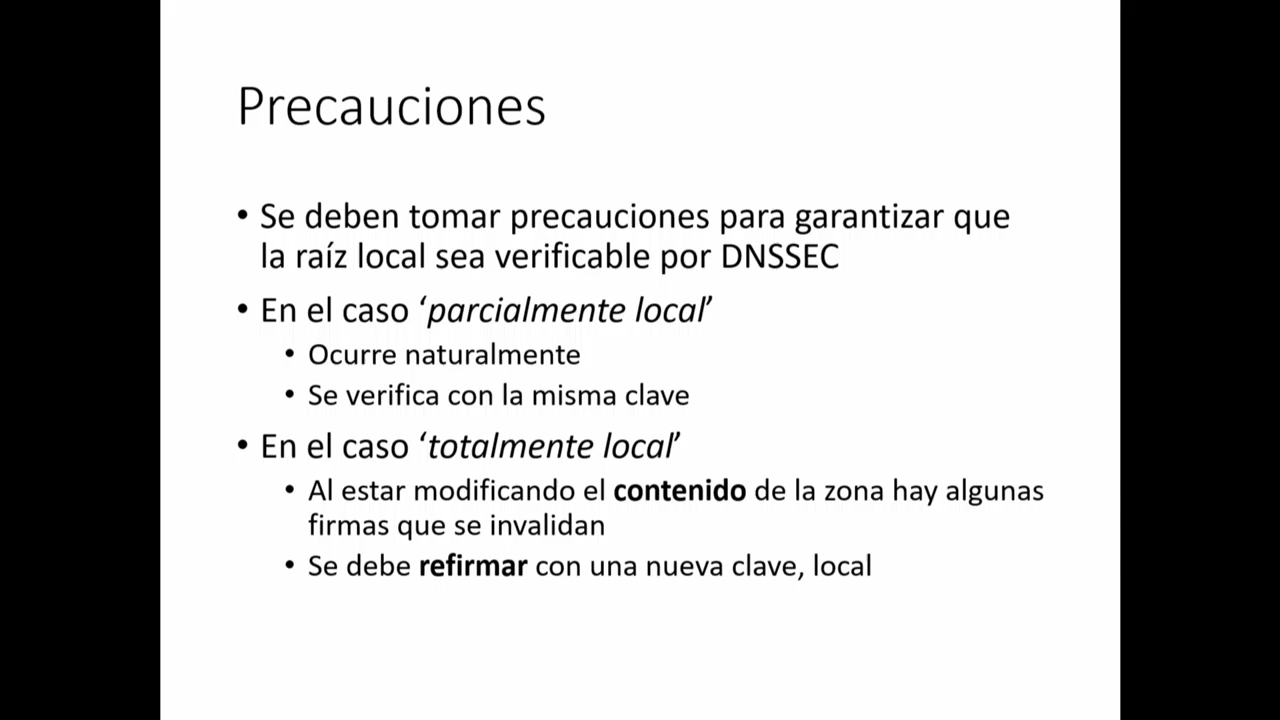 Precauciones
• Se deben tomar precauciones para garantizar que
la raíz local sea verificable por DNSSEC
• En el caso ‘parcialmente local’
• Ocurre naturalmente
• Se verifica con la misma clave
• En el caso ‘totalmente local’
• Al estar modificando el contenido de la zona hay algunas
firmas que se invalidan
• Se debe refirmar con una nueva clave, local